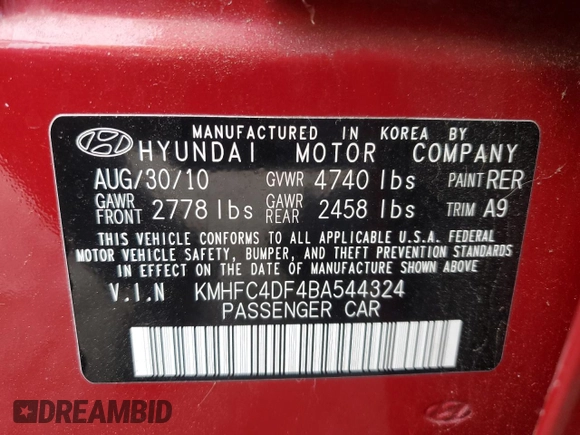 MANUFACTURED IN KOREA BY
HYUNDAI MOTOR COMPANY
AUG/30/10 GVWR 4740 lbs PAINT RER
GAWR FRONT 2778 lbs GAWR REAR 2458 lbs TRIM A9
THIS VEHICLE CONFORMS TO ALL APPLICABLE U.S.A. FEDERAL
MOTOR VEHICLE SAFETY, BUMPER, AND THEFT PREVENTION STANDARDS
IN EFFECT ON THE DATE OF MANUFACTURE SHOWN ABOVE
V.I.N KMHFC4DF4BA544324
PASSENGER CAR
DREAMBID